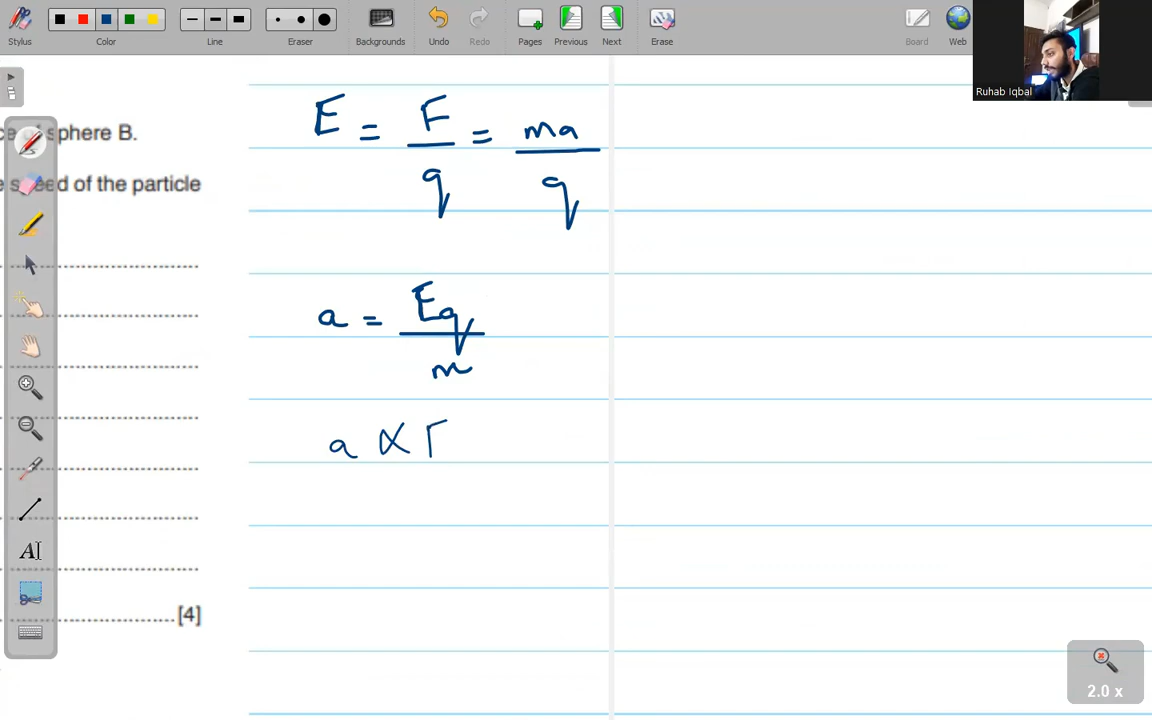 Stylus Color Line Eraser Backgrounds Undo Redo Pages Previous Next Erase Board Web
Ruhab Iqbal
sphere B.
of the particle
[4]
E = F/q = ma/q
a = Eq/m
a ∝ Γ
2.0 x